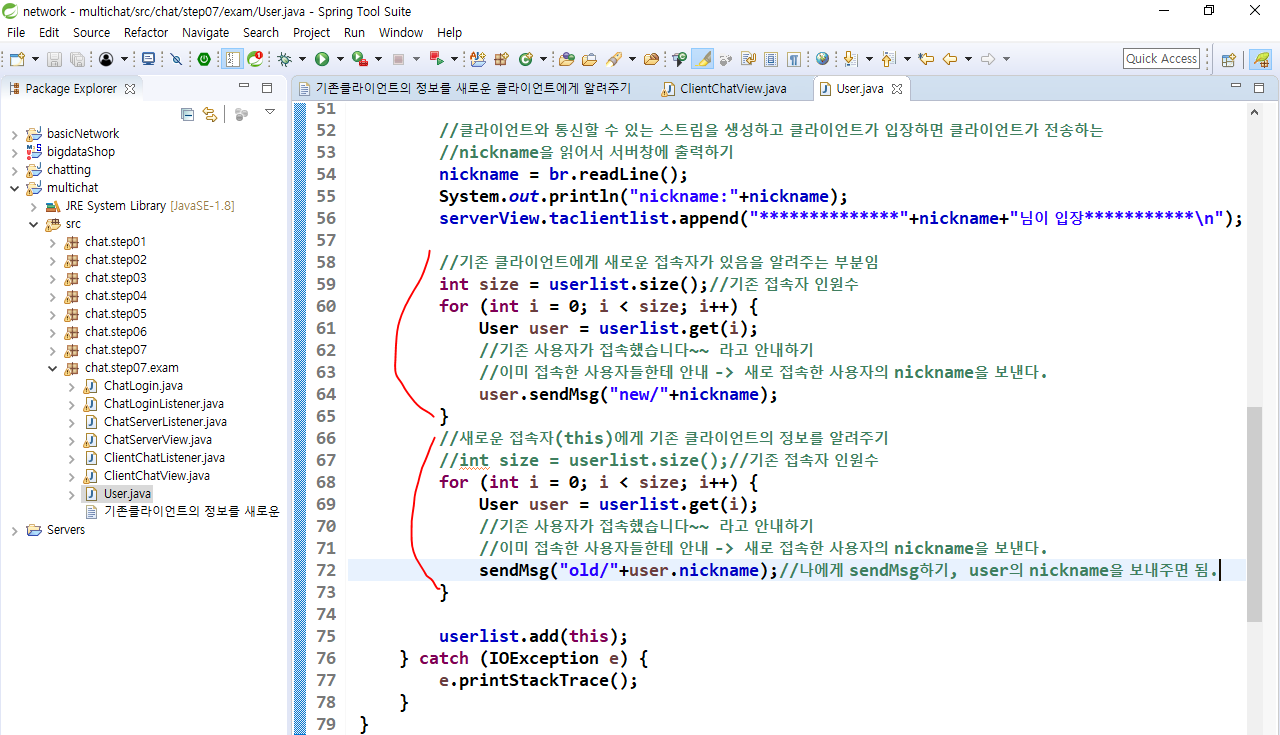 network - multichat/src/chat/step07/exam/User.java - Spring Tool Suite
File Edit Source Refactor Navigate Search Project Run Window Help
Quick Access
Package Explorer
기존클라이언트의 정보를 새로운 클라이언트에게 알려주기
ClientChatView.java
User.java
basicNetwork
bigdataShop
chatting
multichat
JRE System Library [JavaSE-1.8]
src
chat.step01
chat.step02
chat.step03
chat.step04
chat.step05
chat.step06
chat.step07
chat.step07.exam
ChatLogin.java
ChatLoginListener.java
ChatServerListener.java
ChatServerView.java
ClientChatListener.java
ClientChatView.java
User.java
기존클라이언트의 정보를 새로운
Servers
51
52 //클라이언트와 통신할 수 있는 스트림을 생성하고 클라이언트가 입장하면 클라이언트가 전송하는
53 //nickname을 읽어서 서버창에 출력하기
54 nickname = br.readLine();
55 System.out.println("nickname:"+nickname);
56 serverView.taclientlist.append("**************"+nickname+"님이 입장***********\n");
57
58 //기존 클라이언트에게 새로운 접속자가 있음을 알려주는 부분임
59 int size = userlist.size();//기존 접속자 인원수
60 for (int i = 0; i < size; i++) {
61 User user = userlist.get(i);
62 //기존 사용자가 접속했습니다~~ 라고 안내하기
63 //이미 접속한 사용자들한테 안내 -> 새로 접속한 사용자의 nickname을 보낸다.
64 user.sendMsg("new/"+nickname);
65 }
66 //새로운 접속자(this)에게 기존 클라이언트의 정보를 알려주기
67 //int size = userlist.size();//기존 접속자 인원수
68 for (int i = 0; i < size; i++) {
69 User user = userlist.get(i);
70 //기존 사용자가 접속했습니다~~ 라고 안내하기
71 //이미 접속한 사용자들한테 안내 -> 새로 접속한 사용자의 nickname을 보낸다.
72 sendMsg("old/"+user.nickname);//나에게 sendMsg하기, user의 nickname을 보내주면 됨.
73 }
74
75 userlist.add(this);
76 } catch (IOException e) {
77 e.printStackTrace();
78 }
79 }